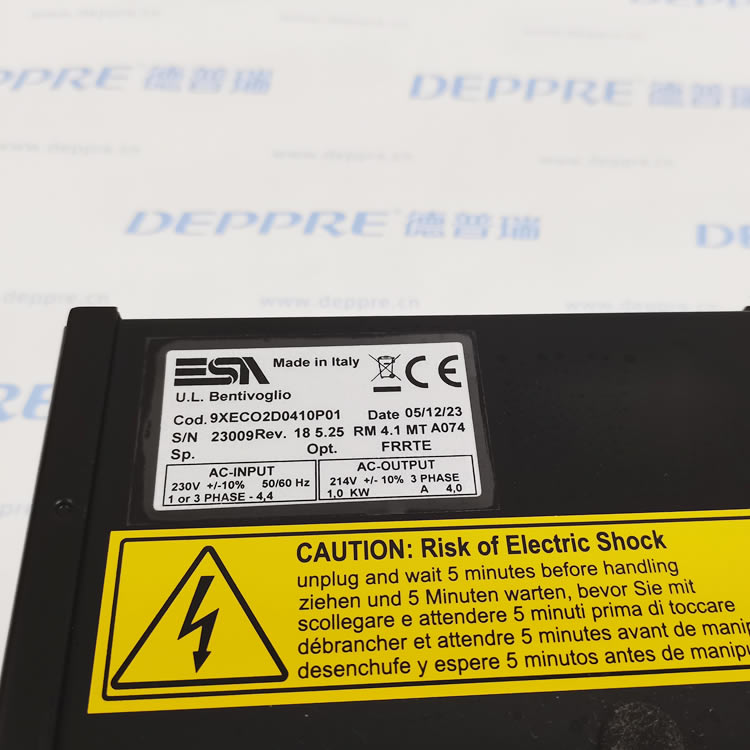 DEPPRE 德普瑞
DEPPRE 德普瑞
www.deppre.cn
www.deppre.cn
www.deppre.cn
DEPPRE 德普瑞
DE
www.deppre.cn
www.deppre.cn
ESA Made in Italy CE
U.L. Bentivoglio
Cod. 9XECO2D0410P01 Date 05/12/23
S/N 23009Rev. 18 5.25 RM 4.1 MT A074
Sp. Opt. FRRTE
AC-INPUT
230V +/-10% 50/60 Hz
1 or 3 PHASE - 4,4
AC-OUTPUT
214V +/- 10% 3 PHASE
1,0 KW A 4,0
CAUTION: Risk of Electric Shock
unplug and wait 5 minutes before handling
ziehen und 5 Minuten warten, bevor Sie mit
scollegare e attendere 5 minuti prima di toccare
débrancher et attendre 5 minutes avant de manip
desenchufe y espere 5 minutos antes de manipu